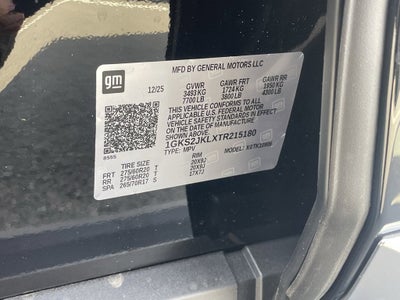 gm
MFD BY GENERAL MOTORS LLC
12/25 GVWR GAWR FRT GAWR RR
3493 KG 1724 KG 1950 KG
7700 LB 3800 LB 4300 LB
THIS VEHICLE CONFORMS TO ALL
APPLICABLE U.S. FEDERAL MOTOR
VEHICLE SAFETY AND THEFT
PREVENTION STANDARDS IN EFFECT
ON THE DATE OF MANUFACTURE
SHOWN ABOVE.
1GKS2JKLXTR215180
TYPE: MPV
TIRE SIZE RIM
FRT 275/60R20 T 20X9J
RR 275/60R20 T 20X9J
SPA 265/70R17 S 17X7J